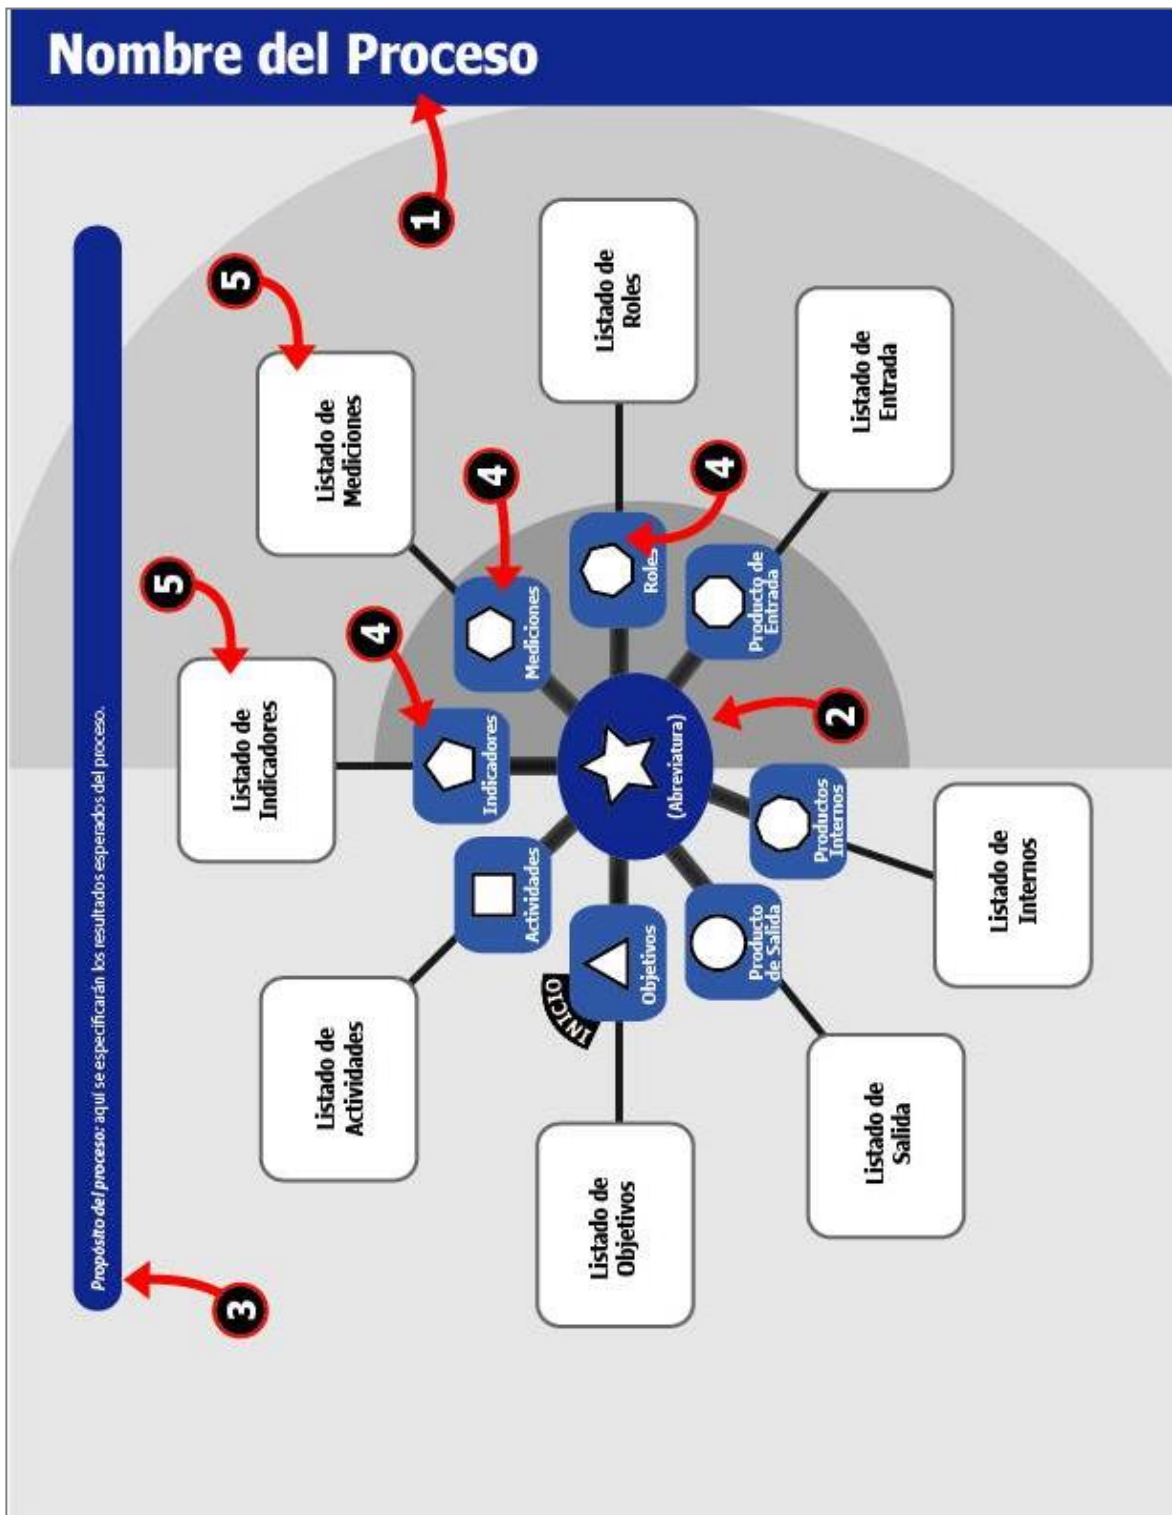 Nombre del Proceso
1
Propósito del proceso: aquí se especificarán los resultados esperados del proceso.
3
5
5
Listado de
Indicadores
Listado de
Mediciones
Listado de
Actividades
4
4
4
Indicadores
Mediciones
Actividades
Roles
Listado de
Roles
INICIO
Objetivos
Listado de
Objetivos
(Abreviatura)
2
Producto de
Entrada
Listado de
Entrada
Producto
de Salida
Listado de
Salida
Productos
Internos
Listado de
Internos